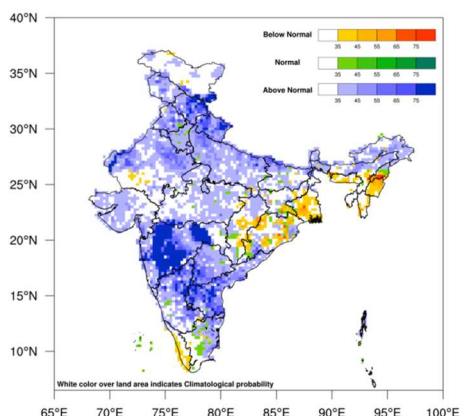 40°N
Below Normal
35 45 55 65 75
35°N
Normal
35 45 55 65 75
Above Normal
35 45 55 65 75
30°N
25°N
20°N
15°N
10°N
White color over land area indicates Climatological probability
65°E 70°E 75°E 80°E 85°E 90°E 95°E 100°E